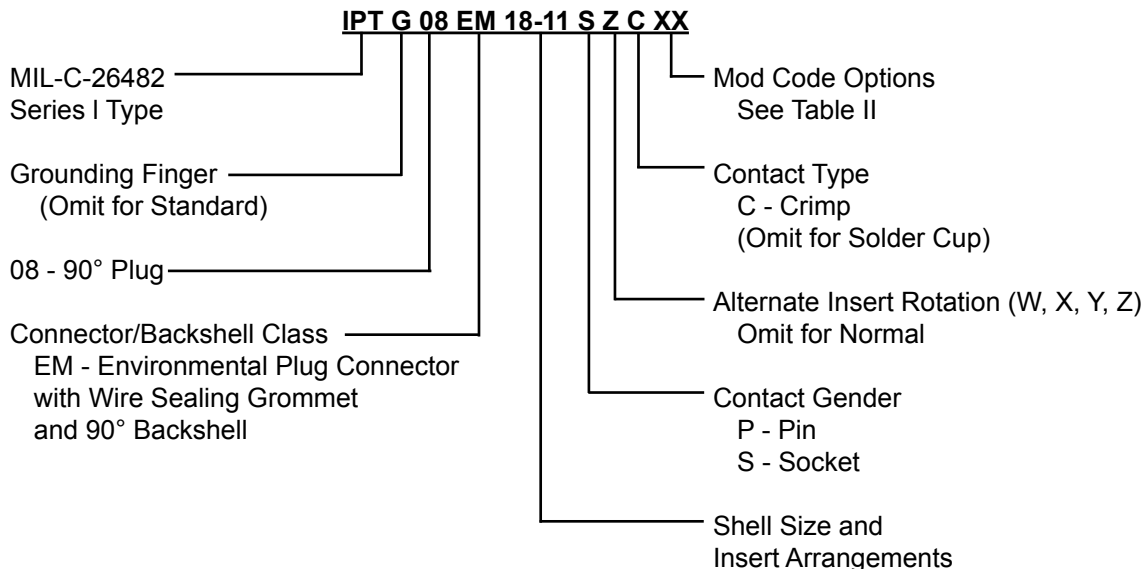 IPT G 08 EM 18-11 S Z C XX
MIL-C-26482
Series I Type
Grounding Finger
(Omit for Standard)
08 - 90° Plug
Connector/Backshell Class
EM - Environmental Plug Connector
with Wire Sealing Grommet
and 90° Backshell
Mod Code Options
See Table II
Contact Type
C - Crimp
(Omit for Solder Cup)
Alternate Insert Rotation (W, X, Y, Z)
Omit for Normal
Contact Gender
P - Pin
S - Socket
Shell Size and
Insert Arrangements